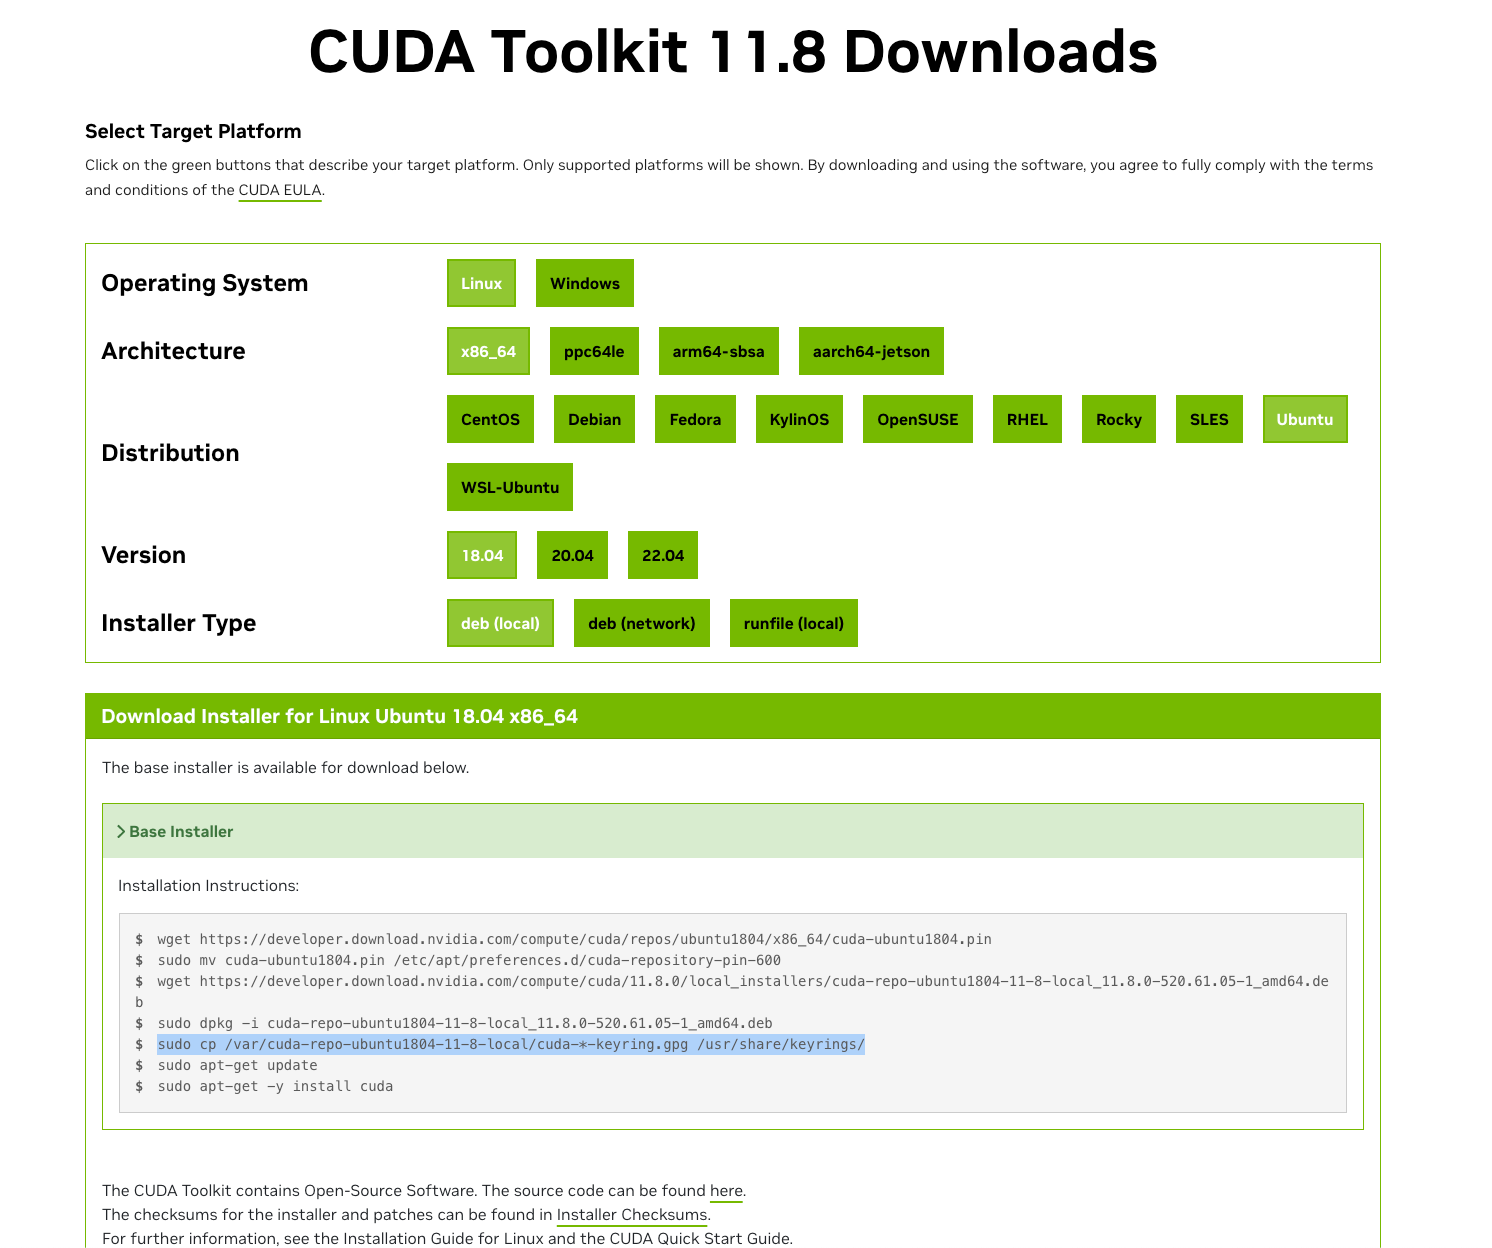 CUDA Toolkit 11.8 Downloads
Select Target Platform
Click on the green buttons that describe your target platform. Only supported platforms will be shown. By downloading and using the software, you agree to fully comply with the terms
and conditions of the CUDA EULA.
Operating System
Linux Windows
Architecture
x86_64 ppc64le arm64-sbsa aarch64-jetson
Distribution
CentOS Debian Fedora KylinOS OpenSUSE RHEL Rocky SLES Ubuntu
WSL-Ubuntu
Version
18.04 20.04 22.04
Installer Type
deb (local) deb (network) runfile (local)
Download Installer for Linux Ubuntu 18.04 x86_64
The base installer is available for download below.
Base Installer
Installation Instructions:
$ wget https://developer.download.nvidia.com/compute/cuda/repos/ubuntu1804/x86_64/cuda-ubuntu1804.pin
$ sudo mv cuda-ubuntu1804.pin /etc/apt/preferences.d/cuda-repository-pin-600
$ wget https://developer.download.nvidia.com/compute/cuda/11.8.0/local_installers/cuda-repo-ubuntu1804-11-8-local_11.8.0-520.61.05-1_amd64.de
b
$ sudo dpkg -i cuda-repo-ubuntu1804-11-8-local_11.8.0-520.61.05-1_amd64.deb
$ sudo cp /var/cuda-repo-ubuntu1804-11-8-local/cuda-*-keyring.gpg /usr/share/keyrings/
$ sudo apt-get update
$ sudo apt-get -y install cuda
The CUDA Toolkit contains Open-Source Software. The source code can be found here.
The checksums for the installer and patches can be found in Installer Checksums.
For further information, see the Installation Guide for Linux and the CUDA Quick Start Guide.